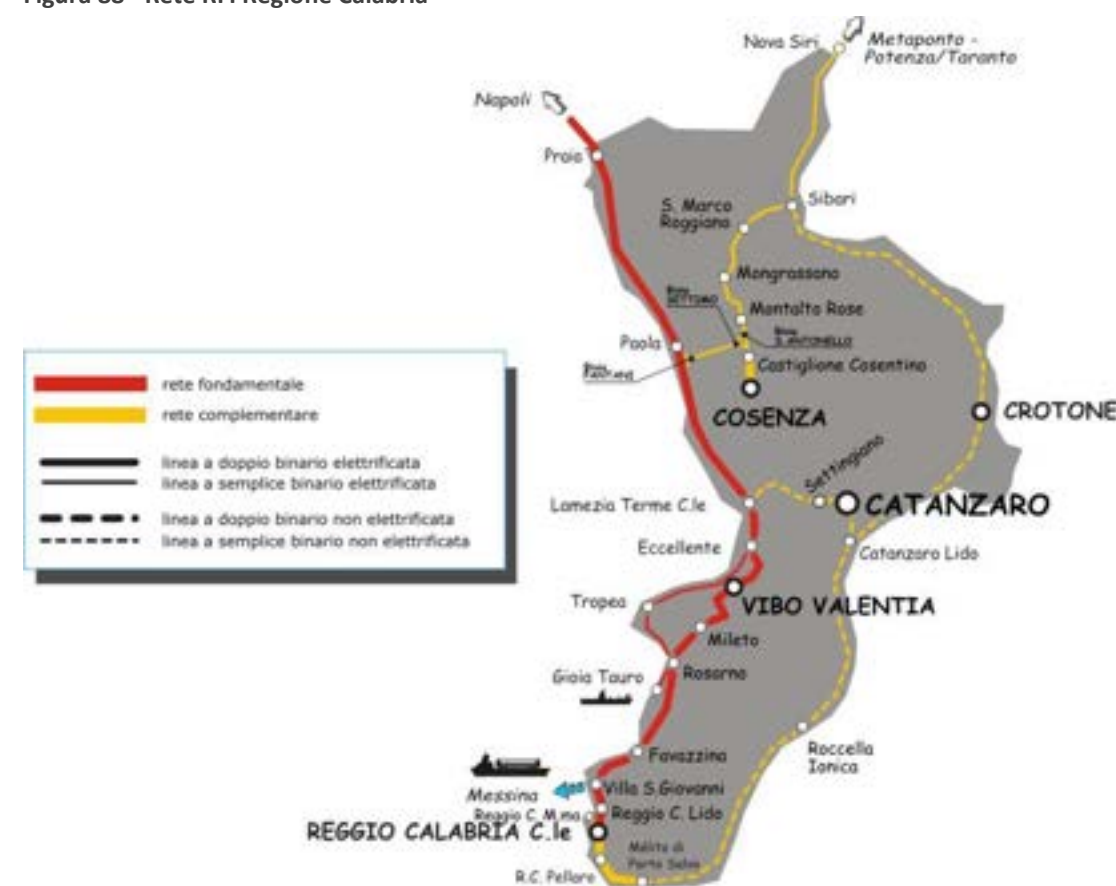 Nova Siri
Metaponto -
Potenza/Taranto
Napoli
Praia
Sibari
S. Marco
Roggiano
Mongrassano
Montalto Rose
Paola
Castiglione Cosentino
COSENZA
CROTONE
rete fondamentale
rete complementare
linea a doppio binario elettrificata
linea a semplice binario elettrificata
linea a doppio binario non elettrificata
linea a semplice binario non elettrificata
Settingiano
Lamezia Terme C.le
CATANZARO
Eccellente
Catanzaro Lido
Tropea
VIBO VALENTIA
Mileto
Gioia Tauro
Rosarno
Favazzina
Roccella
Ionica
Villa S.Giovanni
Messina
Reggio C. M.ma
Reggio C. Lido
REGGIO CALABRIA C.le
Mélito di
Porto Salvo
R.C. Pellaro